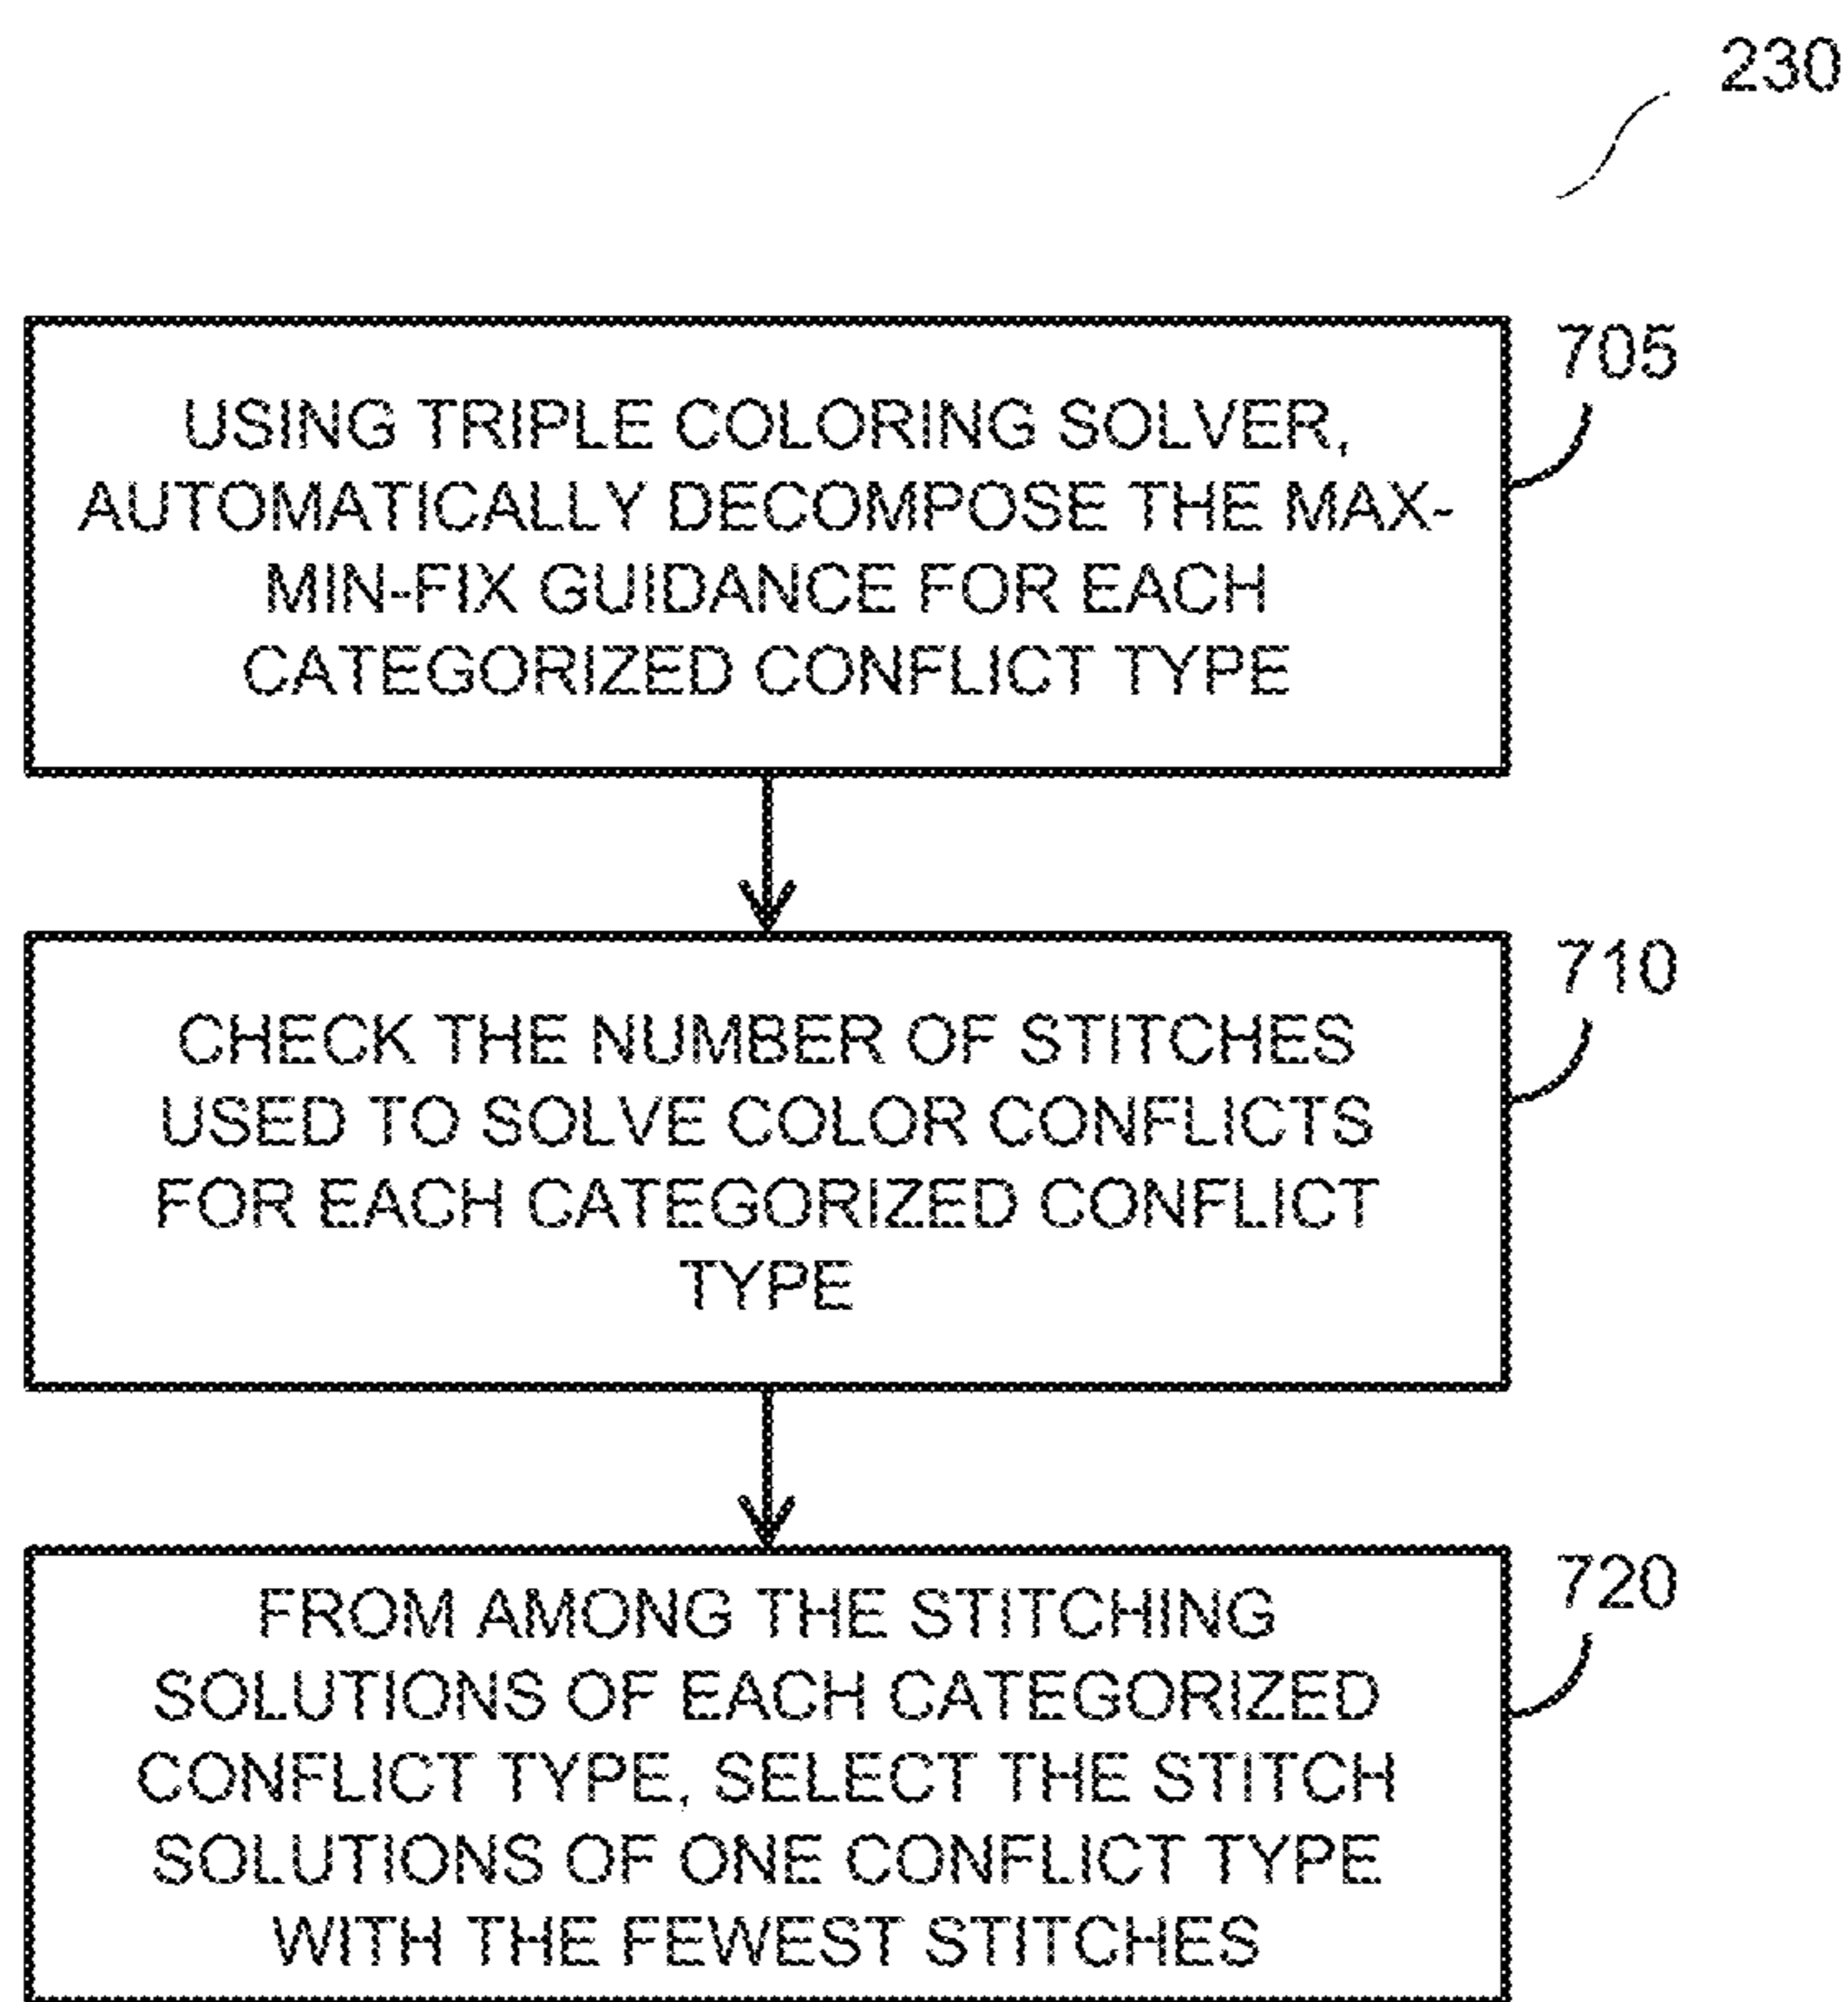 230
705
USING TRIPLE COLORING SOLVER,
AUTOMATICALLY DECOMPOSE THE MAX-
MIN-FIX GUIDANCE FOR EACH
CATEGORIZED CONFLICT TYPE
710
CHECK THE NUMBER OF STITCHES
USED TO SOLVE COLOR CONFLICTS
FOR EACH CATEGORIZED CONFLICT
TYPE
720
FROM AMONG THE STITCHING
SOLUTIONS OF EACH CATEGORIZED
CONFLICT TYPE, SELECT THE STITCH
SOLUTIONS OF ONE CONFLICT TYPE
WITH THE FEWEST STITCHES